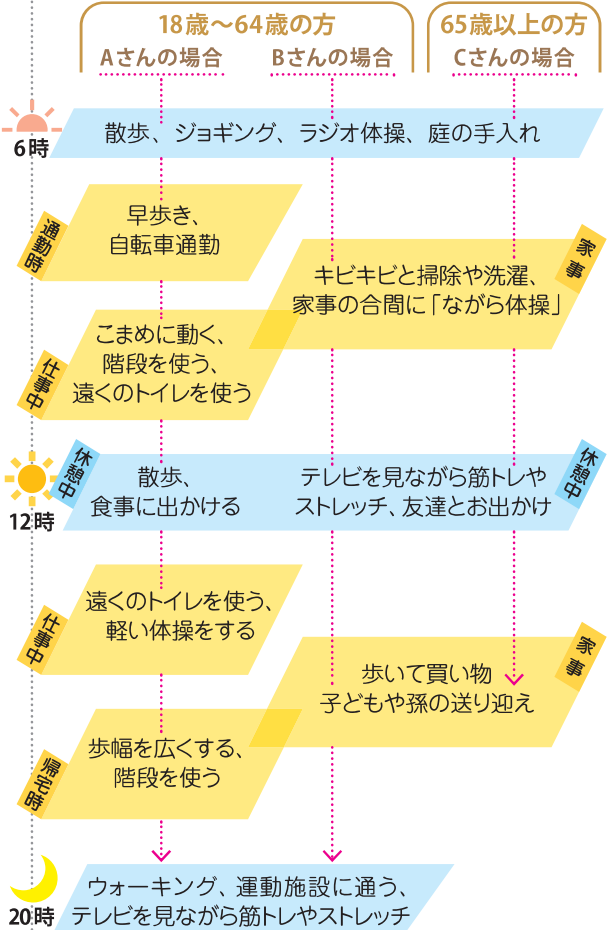 18歳～64歳の方
65歳以上の方
Aさんの場合
Bさんの場合
Cさんの場合
6時
散歩、ジョギング、ラジオ体操、庭の手入れ
通勤時
早歩き、
自転車通勤
家事
キビキビと掃除や洗濯、
家事の合間に「ながら体操」
仕事中
こまめに動く、
階段を使う、
遠くのトイレを使う
12時
休憩中
散歩、
食事に出かける
休憩中
テレビを見ながら筋トレや
ストレッチ、友達とお出かけ
仕事中
遠くのトイレを使う、
軽い体操をする
家事
歩いて買い物
子どもや孫の送り迎え
帰宅時
歩幅を広くする、
階段を使う
20時
ウォーキング、運動施設に通う、
テレビを見ながら筋トレやストレッチ